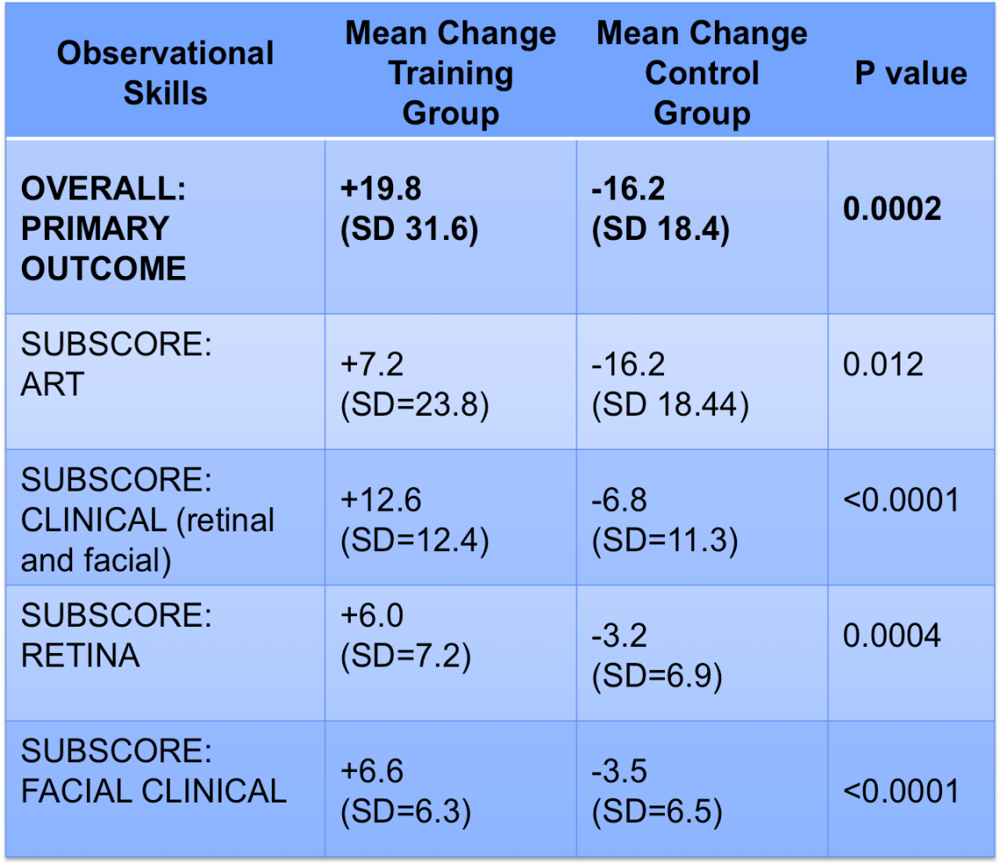 Observational
Skills
Mean Change
Training
Group
Mean Change
Control
Group
P value
OVERALL:
PRIMARY
OUTCOME
+19.8
(SD 31.6)
-16.2
(SD 18.4)
0.0002
SUBSCORE:
ART
+7.2
(SD=23.8)
-16.2
(SD 18.44)
0.012
SUBSCORE:
CLINICAL (retinal
and facial)
+12.6
(SD=12.4)
-6.8
(SD=11.3)
<0.0001
SUBSCORE:
RETINA
+6.0
(SD=7.2)
-3.2
(SD=6.9)
0.0004
SUBSCORE:
FACIAL CLINICAL
+6.6
(SD=6.3)
-3.5
(SD=6.5)
<0.0001